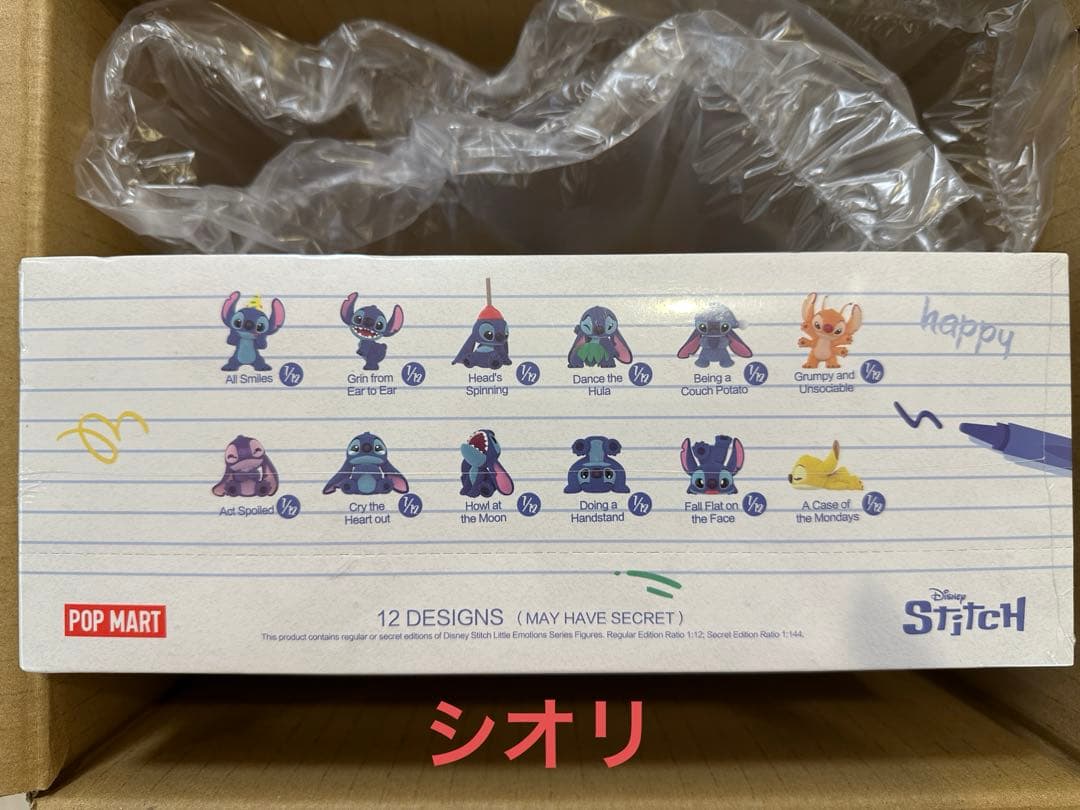 All Smiles 1/12
Grin from
Ear to Ear 1/12
Head's
Spinning 1/12
Dance the
Hula 1/12
Being a
Couch Potato 1/12
Grumpy and
Unsociable 1/12
happy
Act Spoiled 1/12
Cry the
Heart out 1/12
Howl at
the Moon 1/12
Doing a
Handstand 1/12
Fall Flat on
the Face 1/12
A Case of
the Mondays 1/12
POP MART
12 DESIGNS (MAY HAVE SECRET)
This product contains regular or secret editions of Disney Stitch Little Emotions Series Figures. Regular Edition Ratio 1:12; Secret Edition Ratio 1:144.
Disney
STiTCH
シオリ